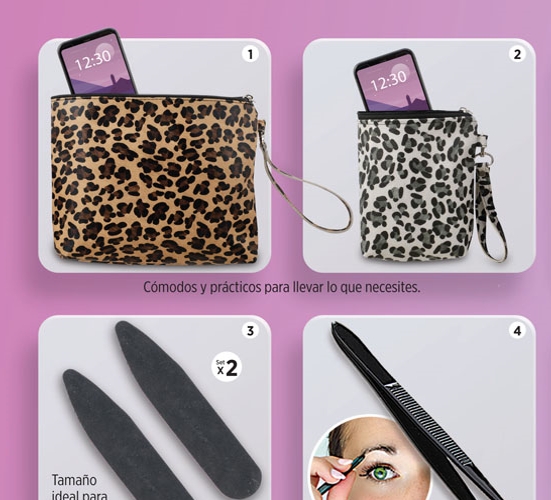 12:30
1
12:30
2
Cómodos y prácticos para llevar lo que necesites.
3
Set
x2
4
Tamaño
ideal para